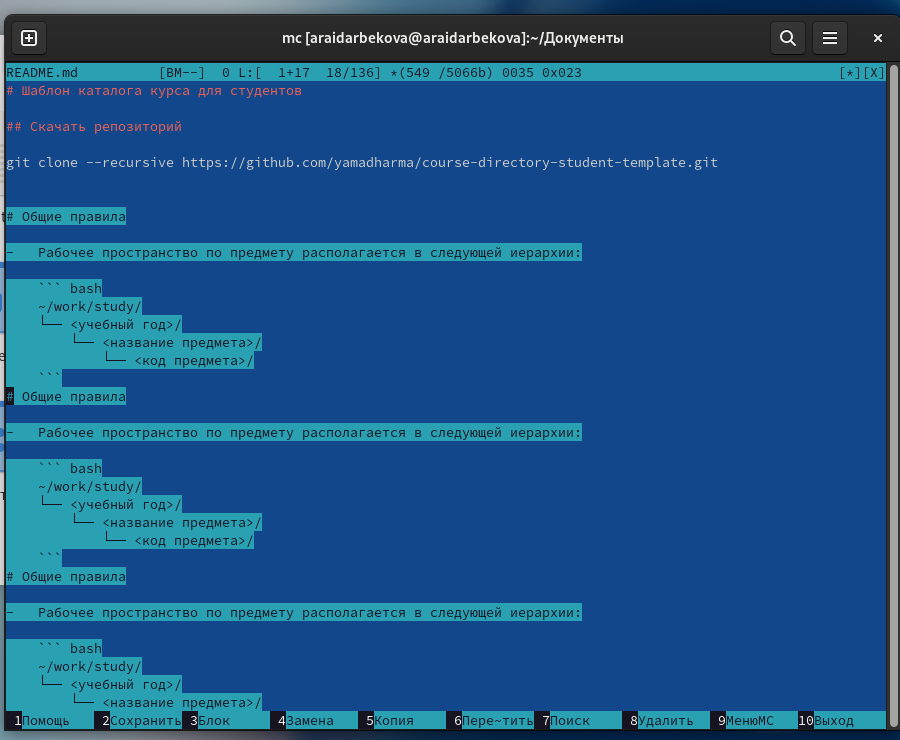 mc [araidarbekova@araidarbekova]:~/Документы
README.md          [BM--]  0 L:[  1+17  18/136] *(549 /5066b) 0035 0x023                                [*][X]
# Шаблон каталога курса для студентов
## Скачать репозиторий
git clone --recursive https://github.com/yamadharma/course-directory-student-template.git
# Общие правила
-   Рабочее пространство по предмету располагается в следующей иерархии:
    ``` bash
    ~/work/study/
    └── <учебный год>/
        └── <название предмета>/
            └── <код предмета>/
    ```
# Общие правила
-   Рабочее пространство по предмету располагается в следующей иерархии:
    ``` bash
    ~/work/study/
    └── <учебный год>/
        └── <название предмета>/
            └── <код предмета>/
    ```
# Общие правила
-   Рабочее пространство по предмету располагается в следующей иерархии:
    ``` bash
    ~/work/study/
    └── <учебный год>/
        └── <название предмета>/
1Помощь 2Сохранить 3Блок 4Замена 5Копия 6Пере~тить 7Поиск 8Удалить 9МенюMC 10Выход